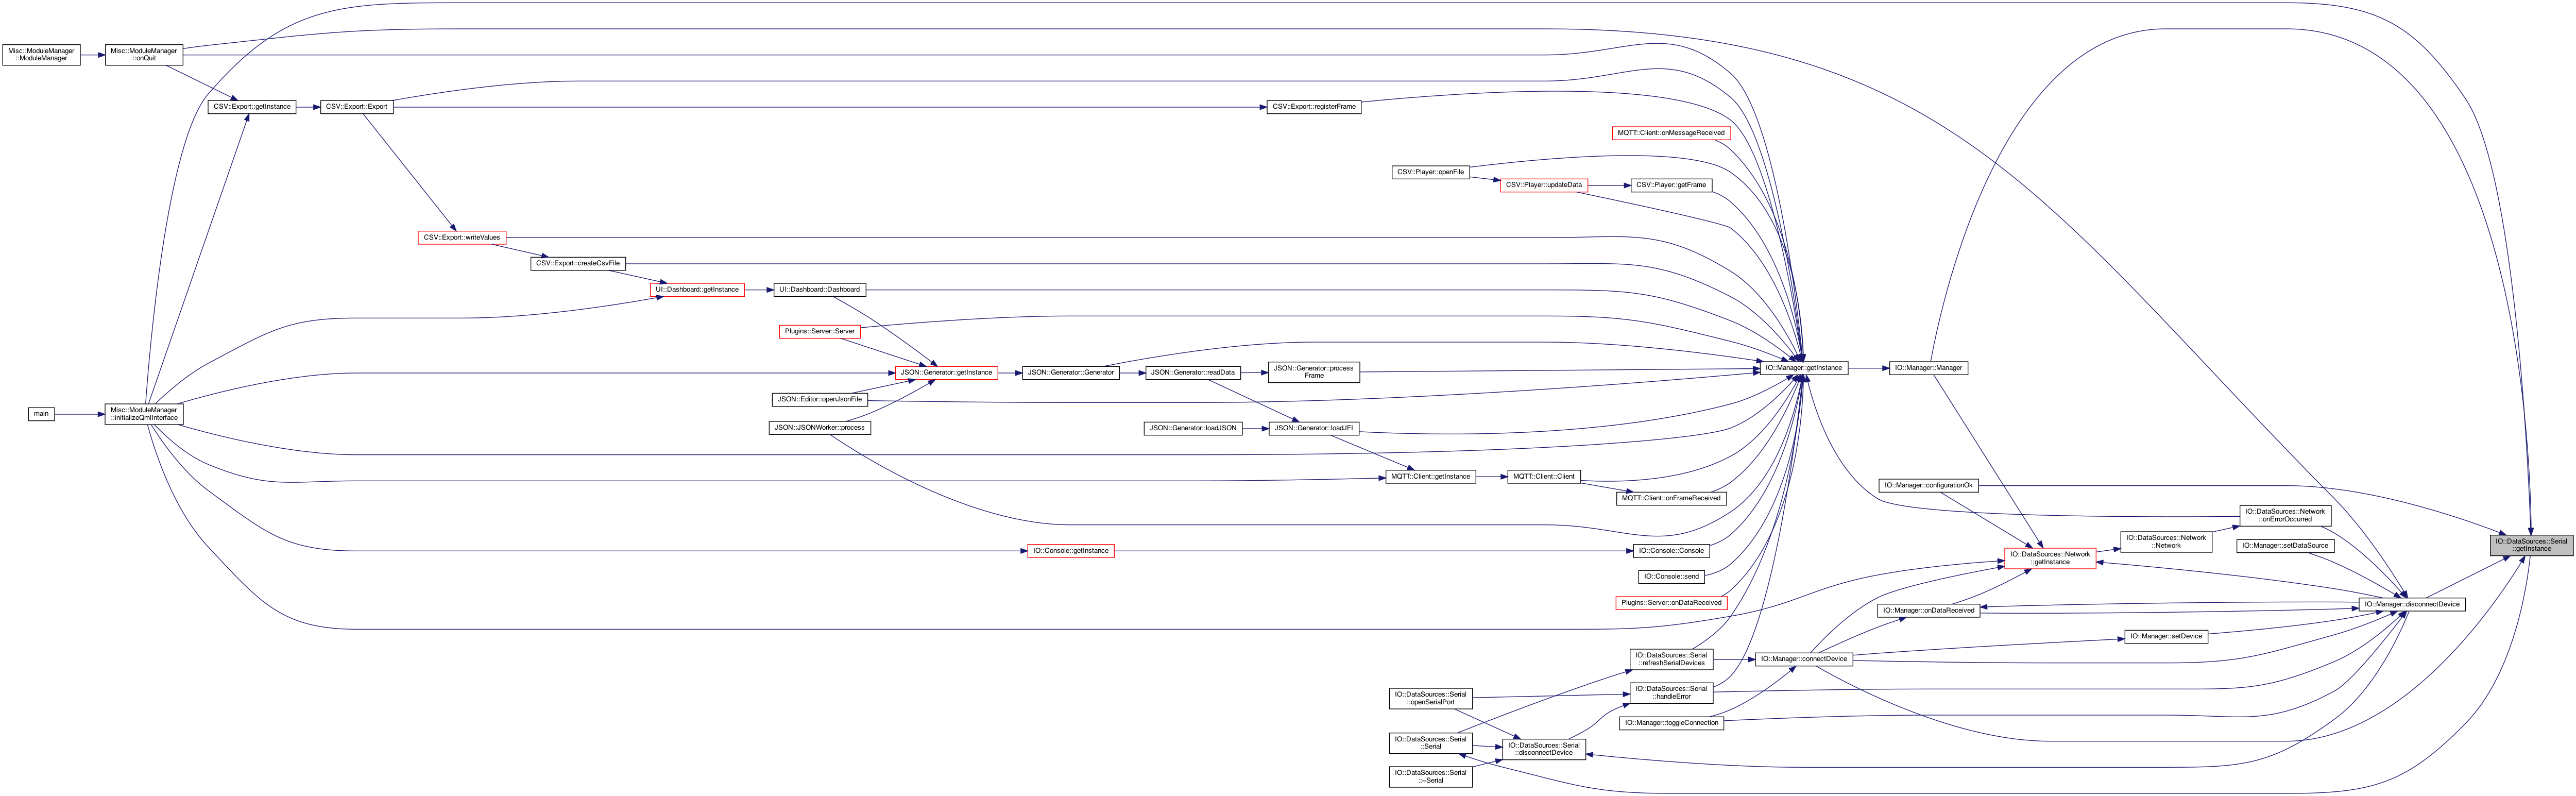 Misc::ModuleManager
::ModuleManager
Misc::ModuleManager
::onQuit
CSV::Export::getInstance
CSV::Export::Export
CSV::Export::registerFrame
MQTT::Client::onMessageReceived
CSV::Player::openFile
CSV::Player::updateData
CSV::Player::getFrame
CSV::Export::writeValues
CSV::Export::createCsvFile
UI::Dashboard::getInstance
UI::Dashboard::Dashboard
Plugins::Server::Server
JSON::Generator::getInstance
JSON::Generator::Generator
JSON::Generator::readData
JSON::Generator::process
Frame
IO::Manager::getInstance
IO::Manager::Manager
JSON::Editor::openJsonFile
main
Misc::ModuleManager
::initializeQmlInterface
JSON::JSONWorker::process
JSON::Generator::loadJSON
JSON::Generator::loadJFI
MQTT::Client::getInstance
MQTT::Client::Client
MQTT::Client::onFrameReceived
IO::Manager::configurationOk
IO::DataSources::Network
::onErrorOccurred
IO::DataSources::Network
::Network
IO::Manager::setDataSource
IO::DataSources::Serial
::getInstance
IO::Console::getInstance
IO::Console::Console
IO::DataSources::Network
::getInstance
IO::Console::send
Plugins::Server::onDataReceived
IO::Manager::onDataReceived
IO::Manager::disconnectDevice
IO::Manager::setDevice
IO::DataSources::Serial
::refreshSerialDevices
IO::Manager::connectDevice
IO::DataSources::Serial
::openSerialPort
IO::DataSources::Serial
::handleError
IO::Manager::toggleConnection
IO::DataSources::Serial
::Serial
IO::DataSources::Serial
::disconnectDevice
IO::DataSources::Serial
::~Serial